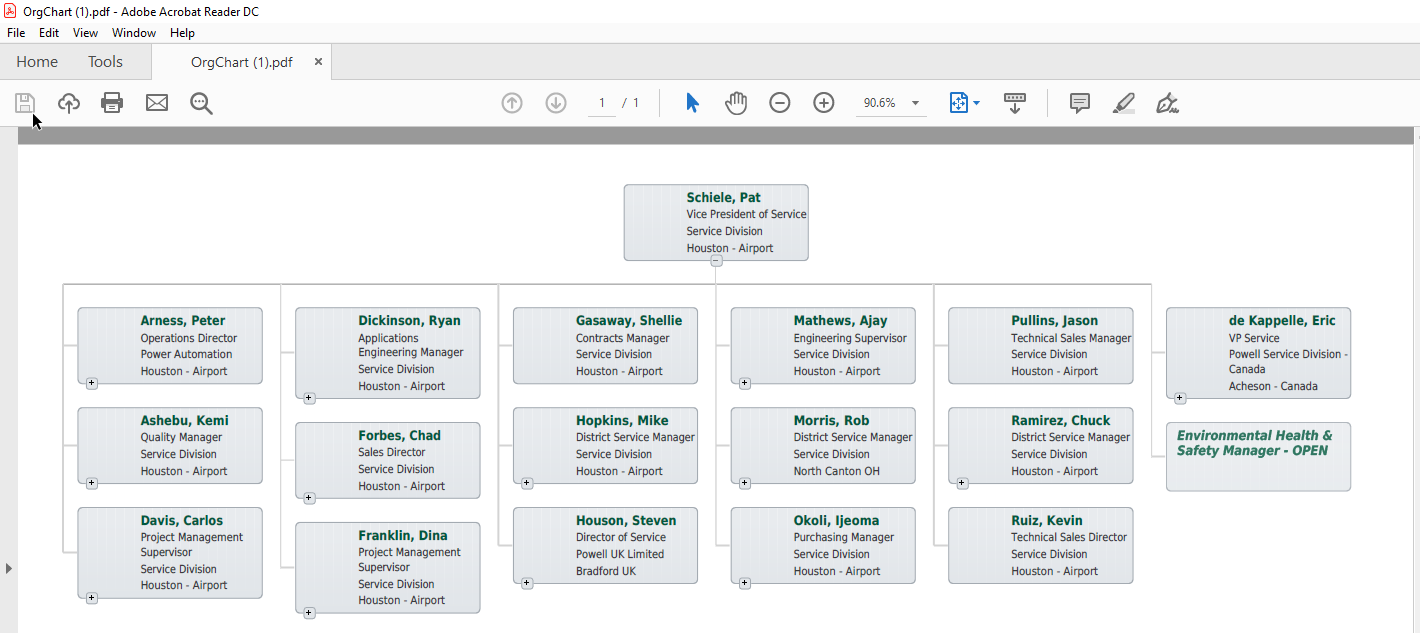 OrgChart (1).pdf - Adobe Acrobat Reader DC
File Edit View Window Help
Home Tools OrgChart (1).pdf ×
1 / 1 90.6%
Schiele, Pat
Vice President of Service
Service Division
Houston - Airport
Arness, Peter
Operations Director
Power Automation
Houston - Airport
Ashebu, Kemi
Quality Manager
Service Division
Houston - Airport
Davis, Carlos
Project Management
Supervisor
Service Division
Houston - Airport
Dickinson, Ryan
Applications
Engineering Manager
Service Division
Houston - Airport
Forbes, Chad
Sales Director
Service Division
Houston - Airport
Franklin, Dina
Project Management
Supervisor
Service Division
Houston - Airport
Gasaway, Shellie
Contracts Manager
Service Division
Houston - Airport
Hopkins, Mike
District Service Manager
Service Division
Houston - Airport
Houson, Steven
Director of Service
Powell UK Limited
Bradford UK
Mathews, Ajay
Engineering Supervisor
Service Division
Houston - Airport
Morris, Rob
District Service Manager
Service Division
North Canton OH
Okoli, Ijeoma
Purchasing Manager
Service Division
Houston - Airport
Pullins, Jason
Technical Sales Manager
Service Division
Houston - Airport
Ramirez, Chuck
District Service Manager
Service Division
Houston - Airport
Ruiz, Kevin
Technical Sales Director
Service Division
Houston - Airport
de Kappelle, Eric
VP Service
Powell Service Division -
Canada
Acheson - Canada
Environmental Health &
Safety Manager - OPEN